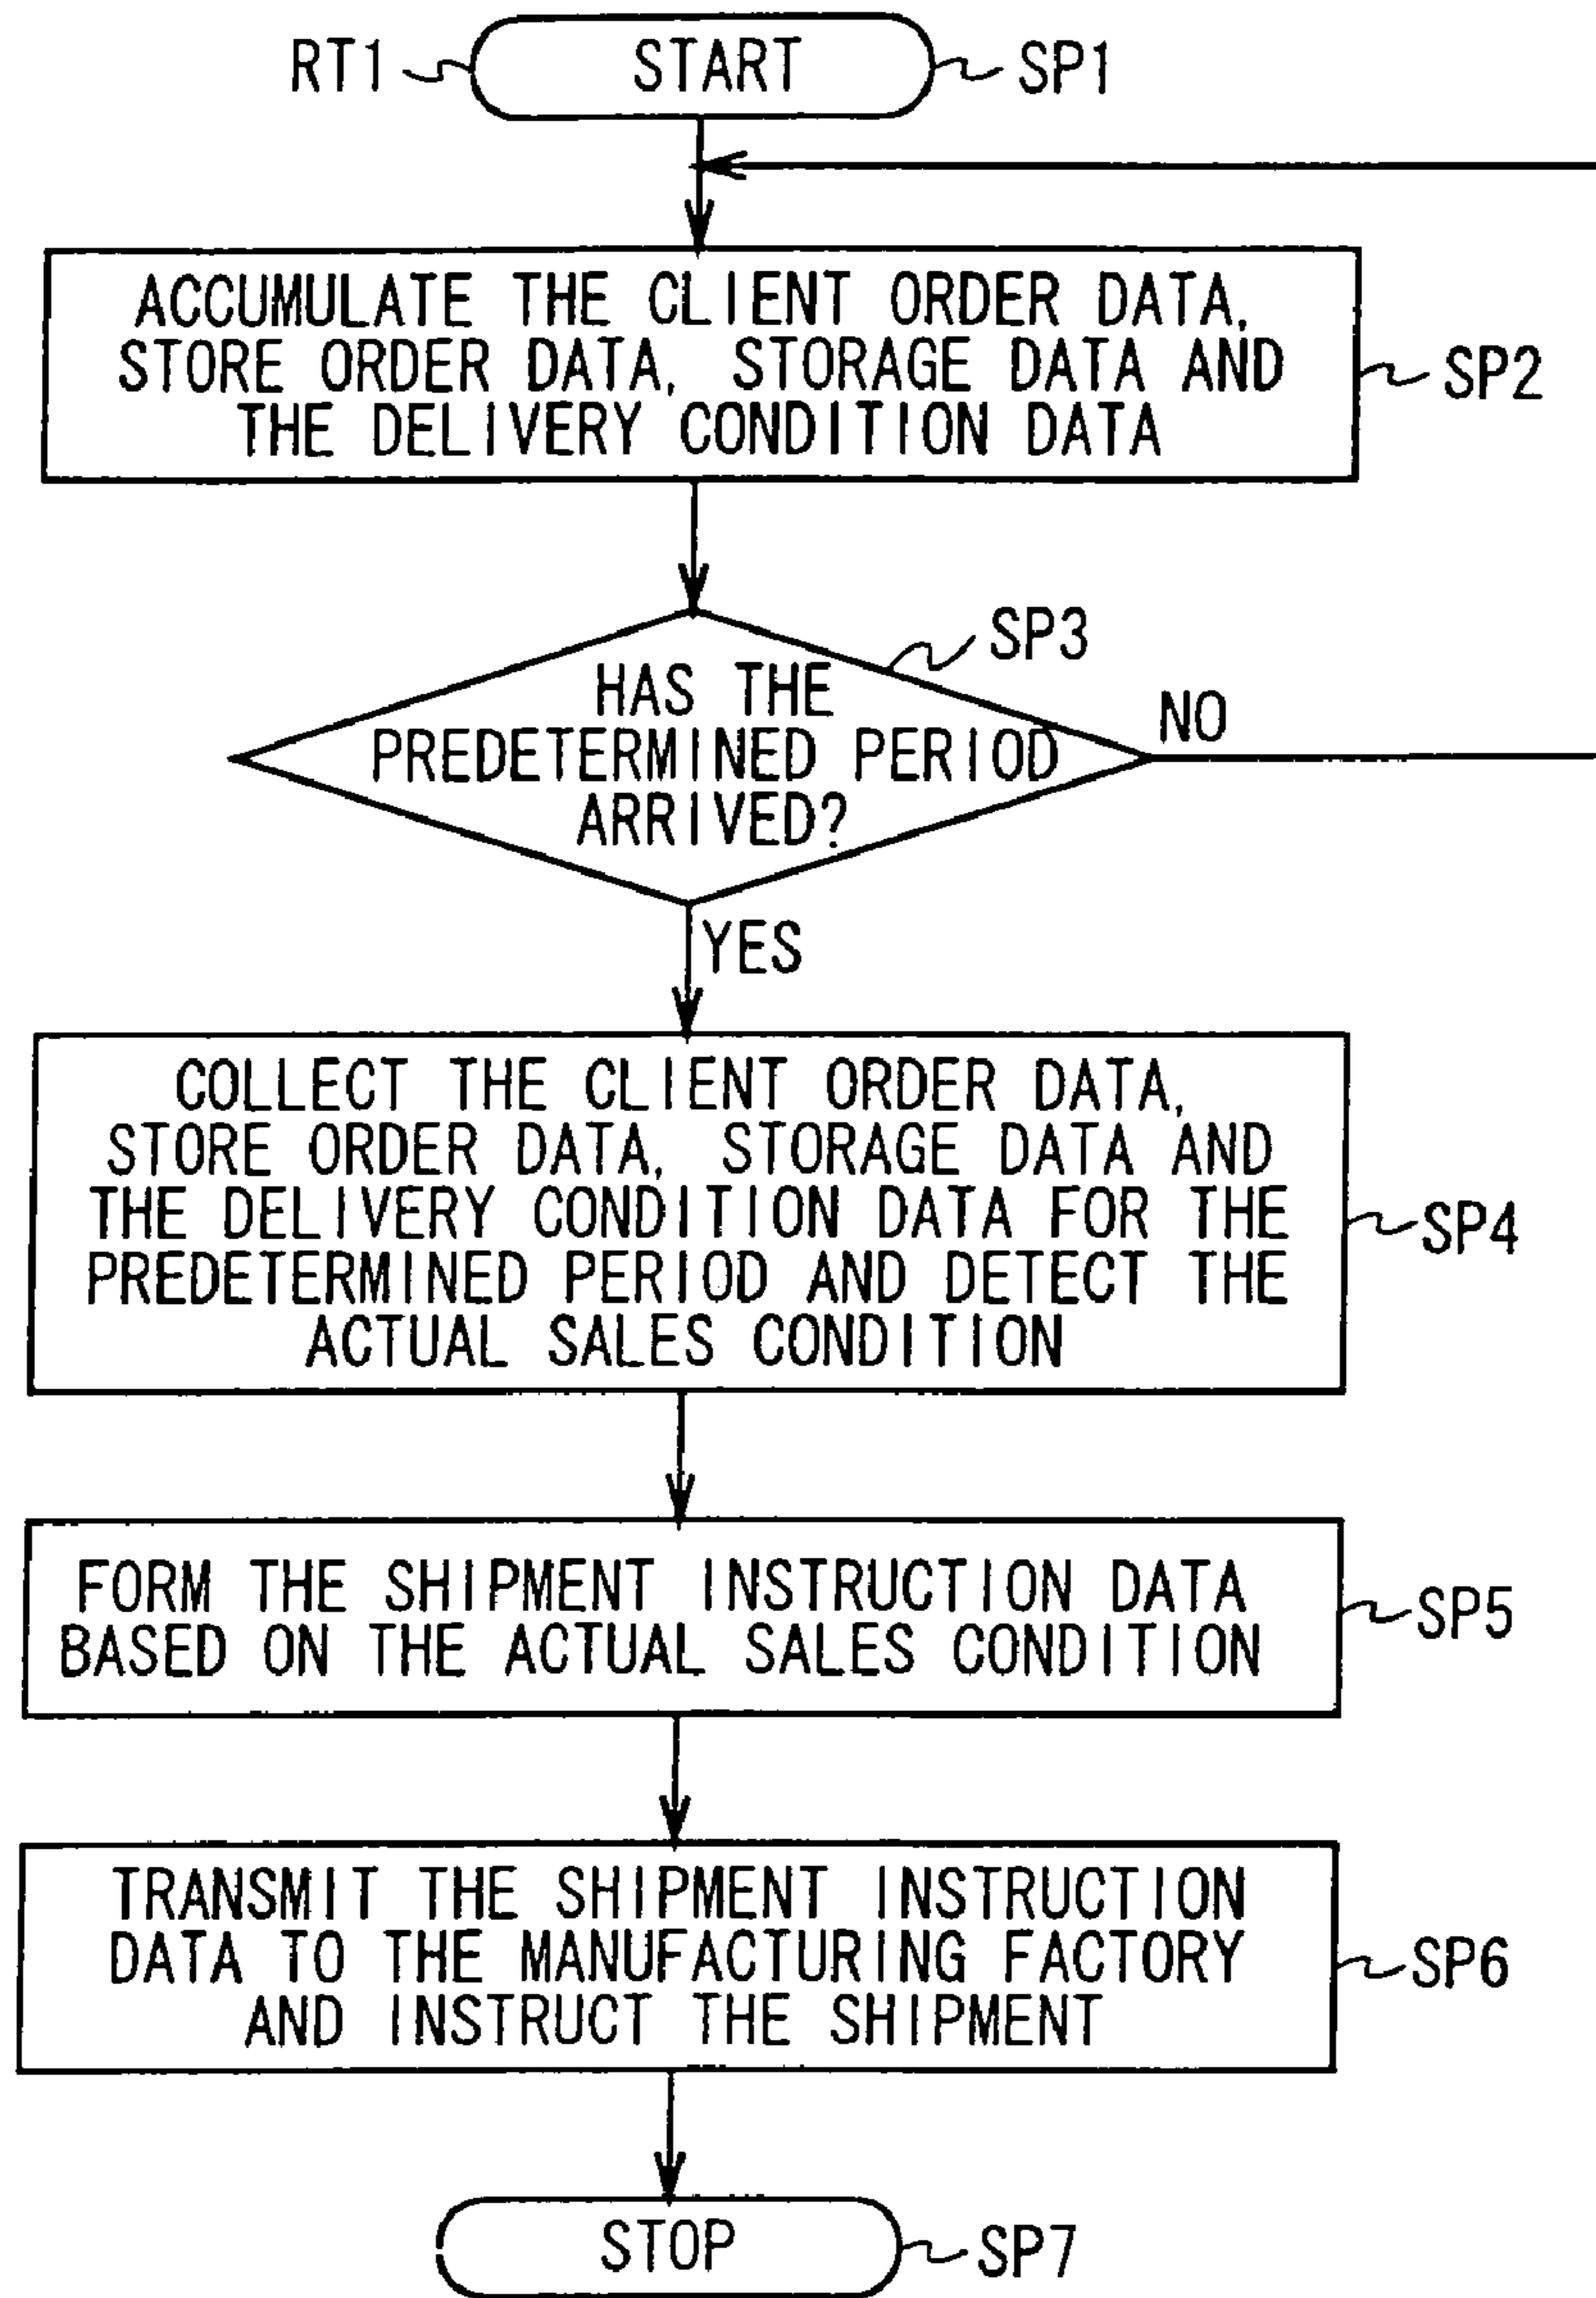 RT1 START SP1
ACCUMULATE THE CLIENT ORDER DATA,
STORE ORDER DATA, STORAGE DATA AND
THE DELIVERY CONDITION DATA
SP2
SP3
HAS THE
PREDETERMINED PERIOD
ARRIVED?
NO
YES
COLLECT THE CLIENT ORDER DATA,
STORE ORDER DATA, STORAGE DATA AND
THE DELIVERY CONDITION DATA FOR THE
PREDETERMINED PERIOD AND DETECT THE
ACTUAL SALES CONDITION
SP4
FORM THE SHIPMENT INSTRUCTION DATA
BASED ON THE ACTUAL SALES CONDITION
SP5
TRANSMIT THE SHIPMENT INSTRUCTION
DATA TO THE MANUFACTURING FACTORY
AND INSTRUCT THE SHIPMENT
SP6
STOP SP7